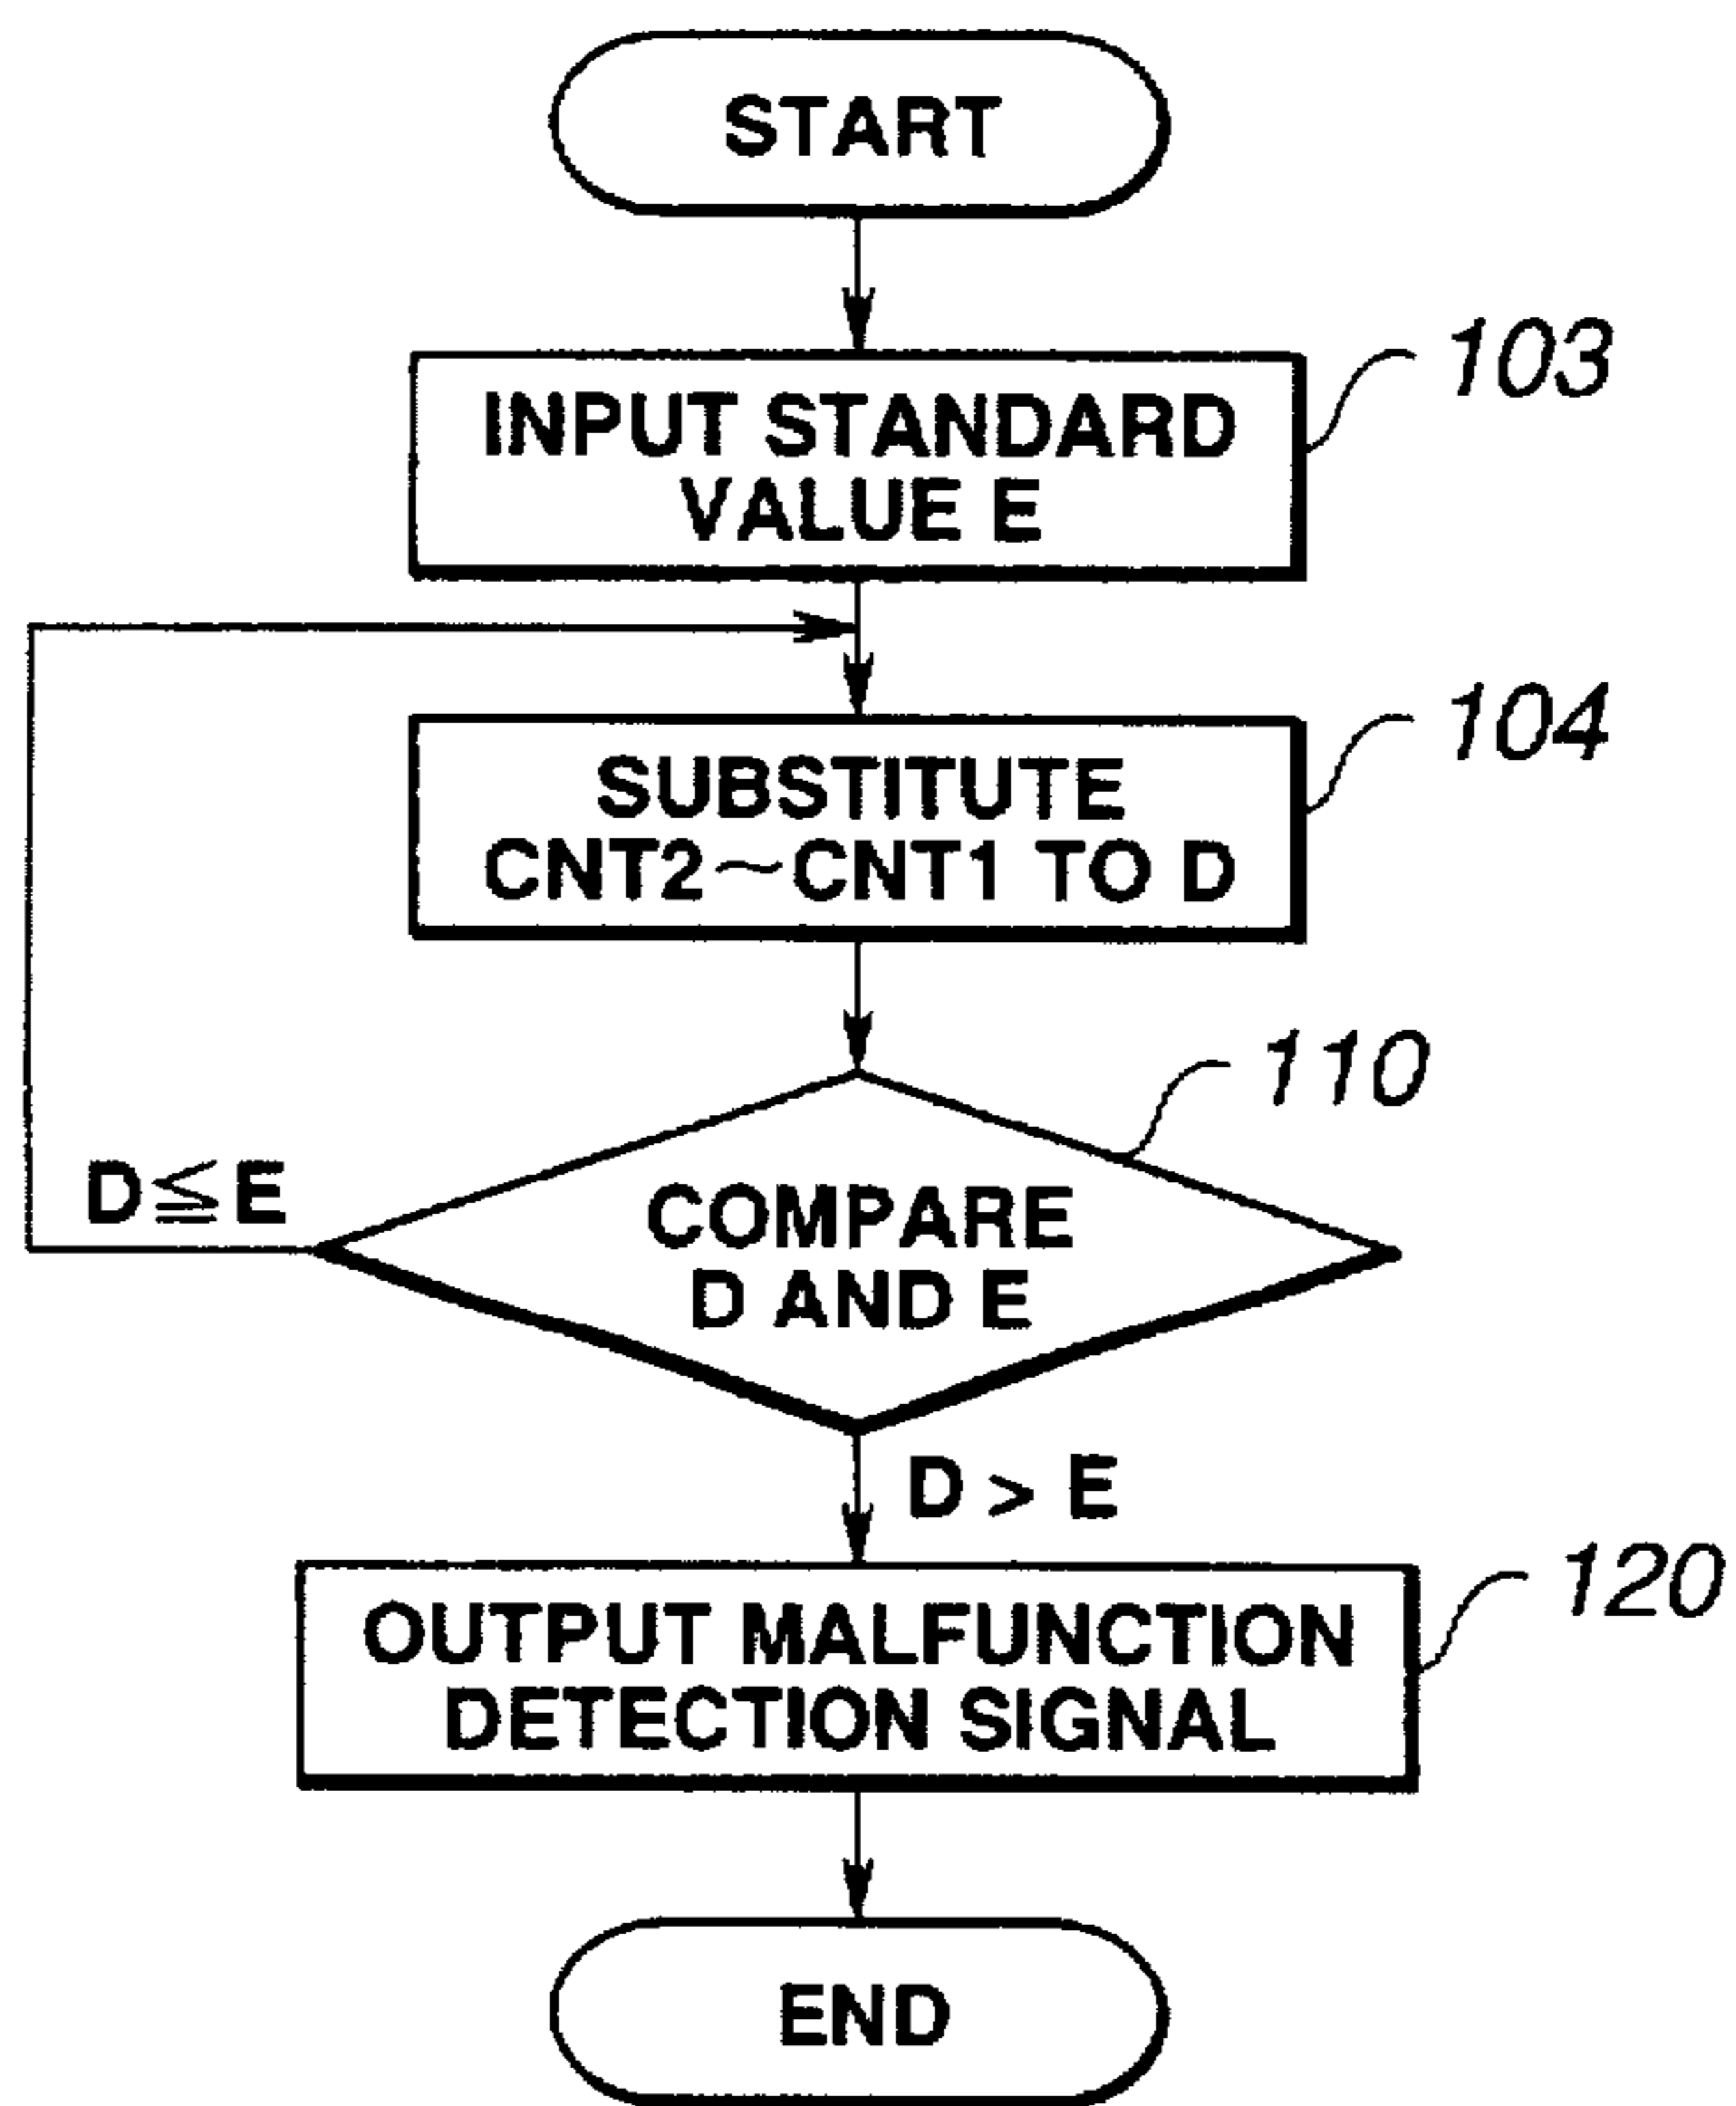 START
INPUT STANDARD
VALUE E
103
SUBSTITUTE
CNT2～CNT1 TO D
104
110
D≦E
COMPARE
D AND E
D > E
OUTPUT MALFUNCTION
DETECTION SIGNAL
120
END